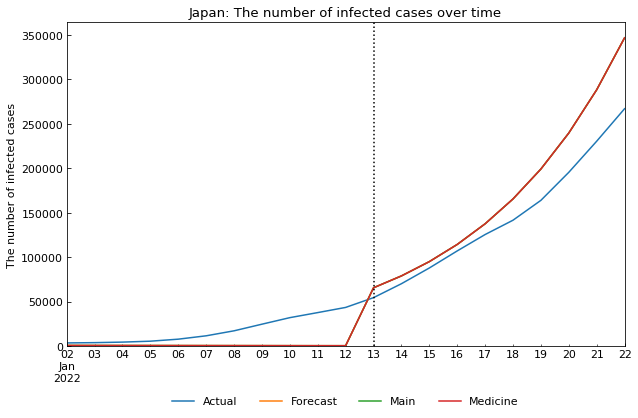 Japan: The number of infected cases over time
The number of infected cases
350000
300000
250000
200000
150000
100000
50000
0
02 03 04 05 06 07 08 09 10 11 12 13 14 15 16 17 18 19 20 21 22
Jan
2022
Actual Forecast Main Medicine